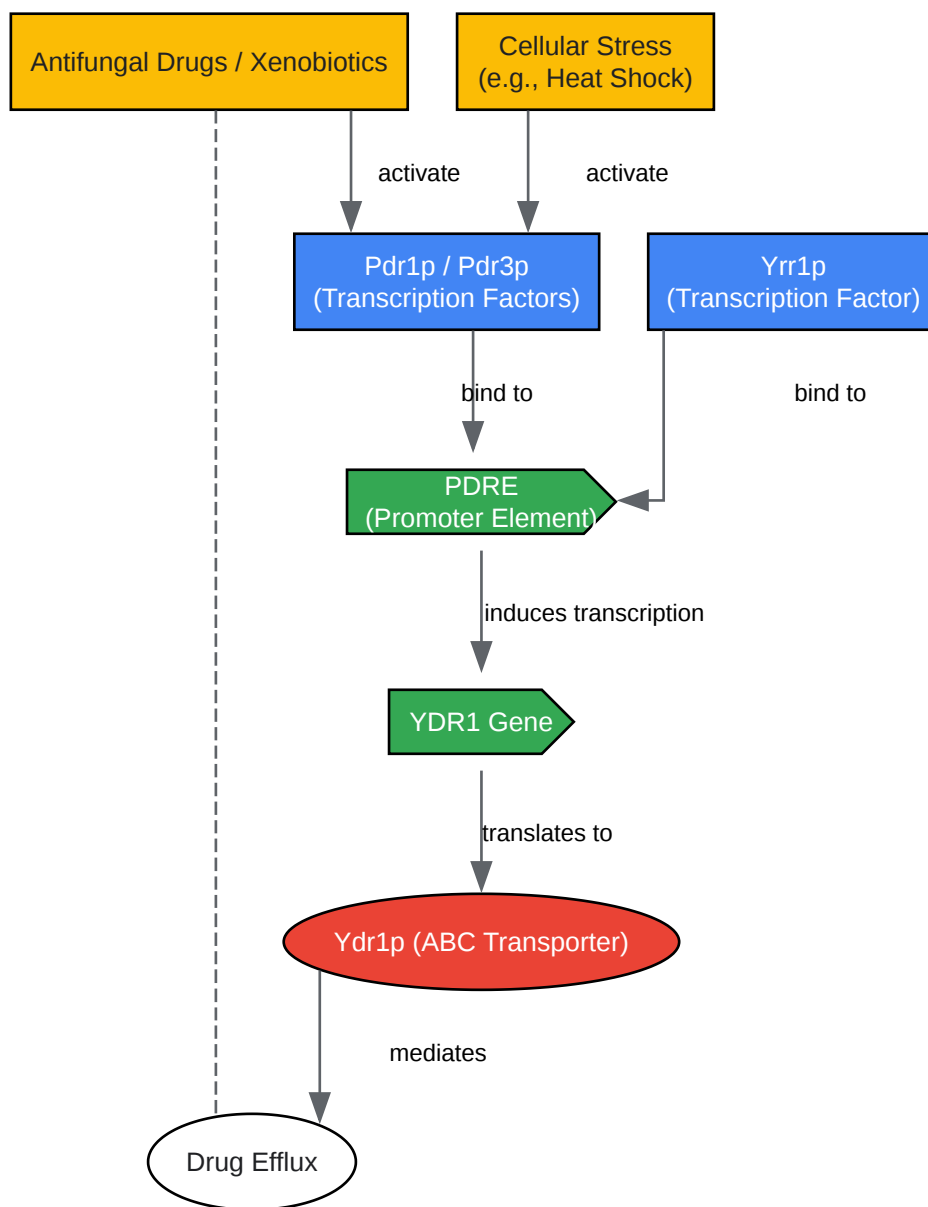 Antifungal Drugs / Xenobiotics
Cellular Stress
(e.g., Heat Shock)
activate
activate
Pdr1p / Pdr3p
(Transcription Factors)
Yrr1p
(Transcription Factor)
bind to
bind to
PDRE
(Promoter Element)
induces transcription
YDR1 Gene
translates to
Ydr1p (ABC Transporter)
mediates
Drug Efflux